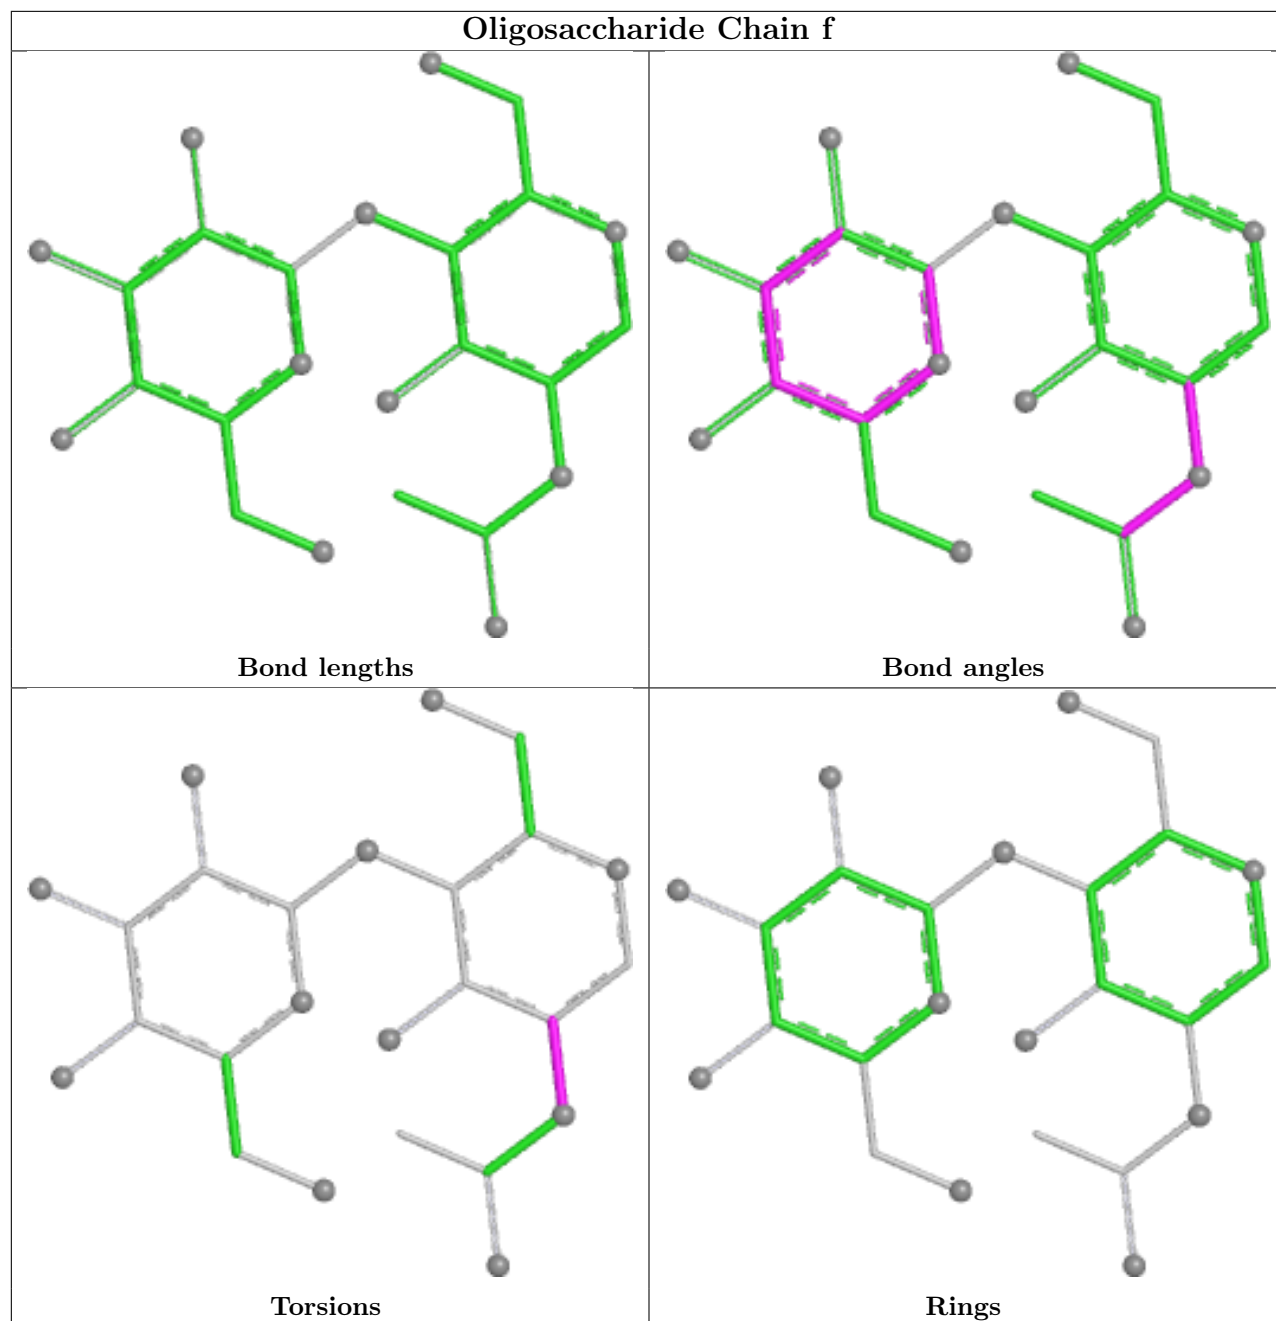 Oligosaccharide Chain f
Bond lengths
Bond angles
Torsions
Rings